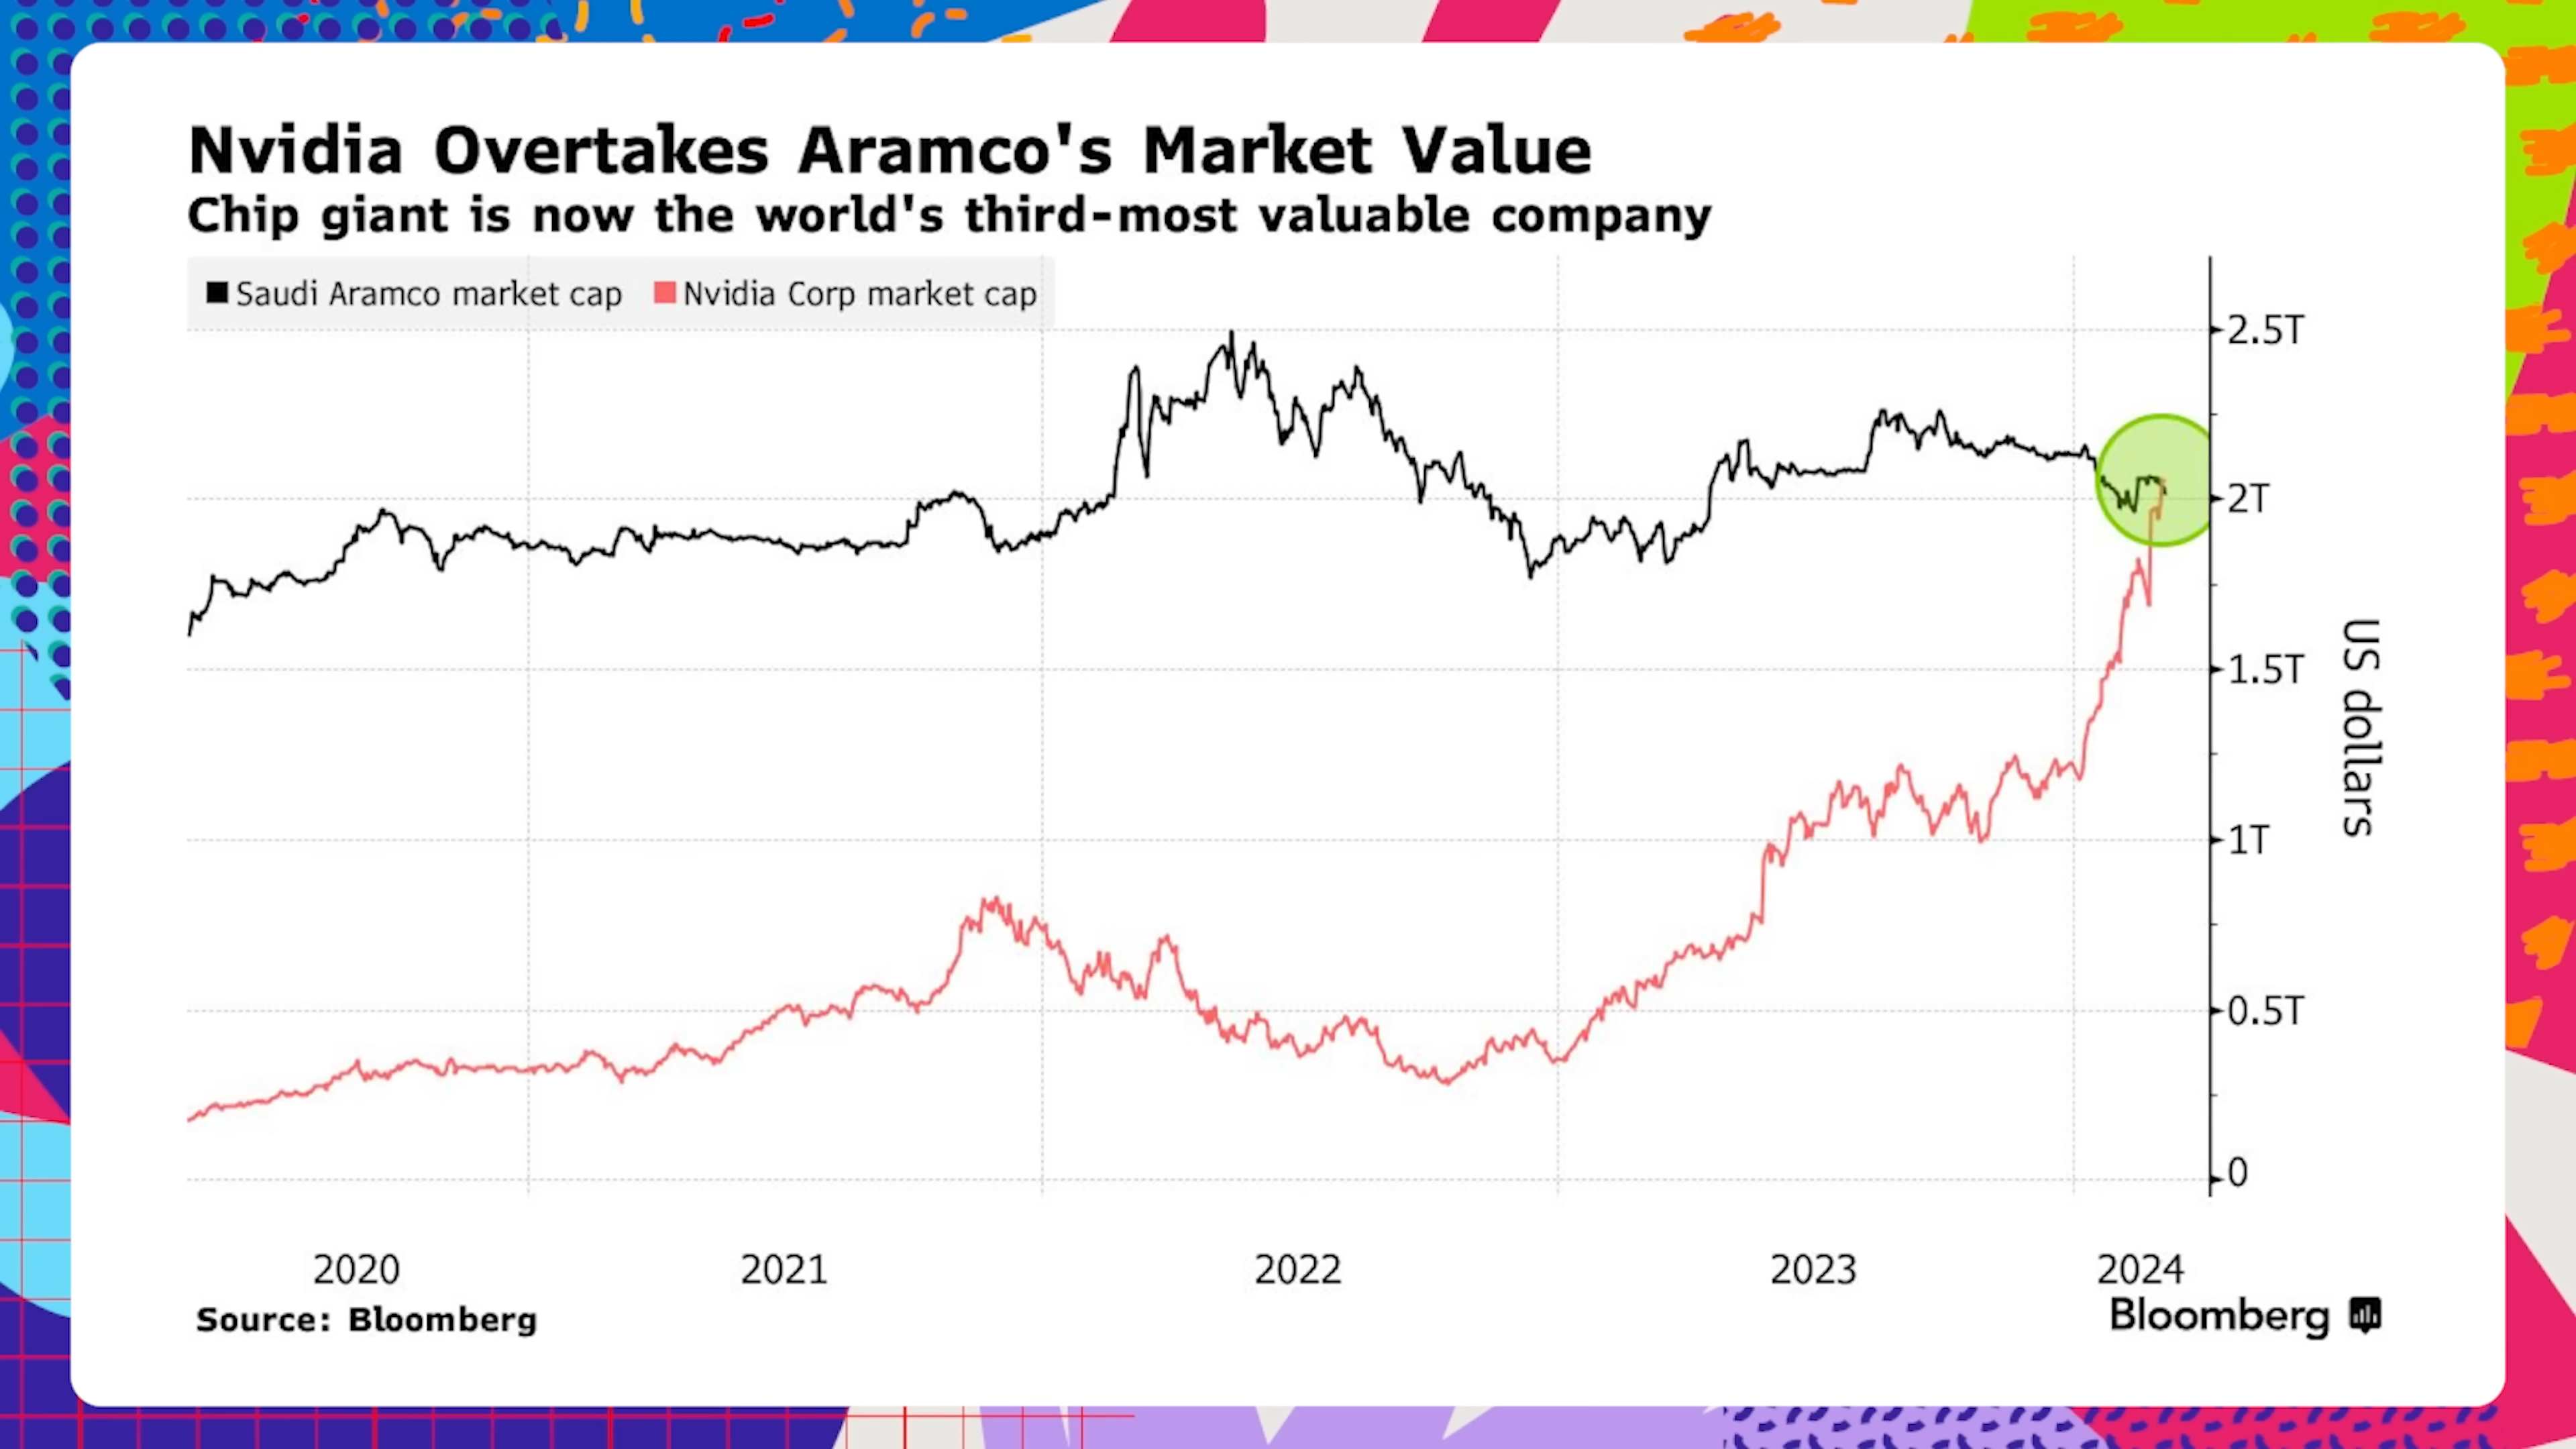 Nvidia Overtakes Aramco's Market Value
Chip giant is now the world's third-most valuable company
Saudi Aramco market cap Nvidia Corp market cap
2.5T
2T
1.5T
1T
0.5T
0
US dollars
2020 2021 2022 2023 2024
Source: Bloomberg
Bloomberg